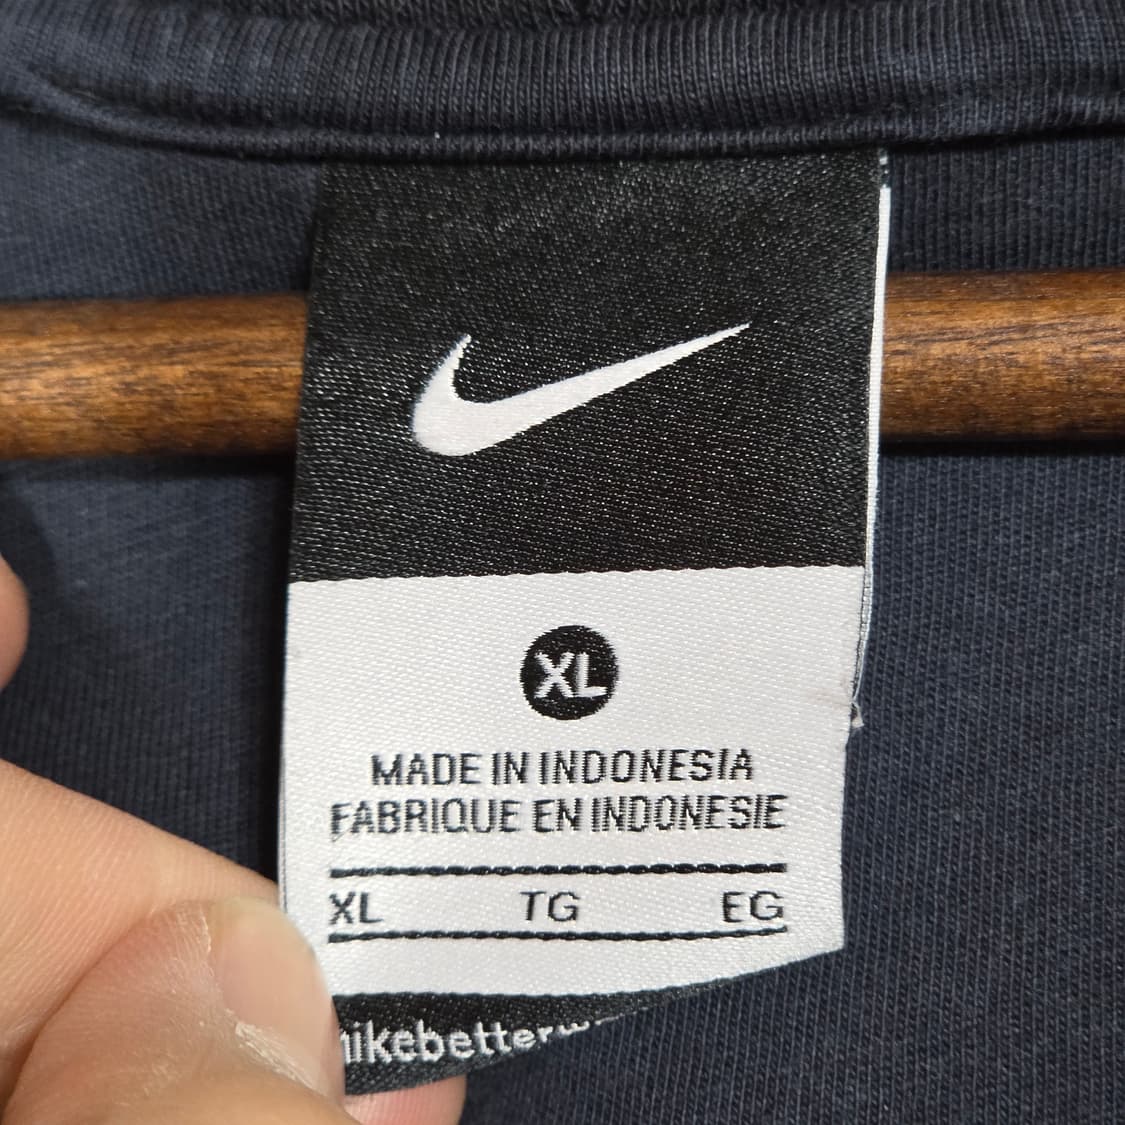 XL
MADE IN INDONESIA
FABRIQUE EN INDONESIE
XL TG EG